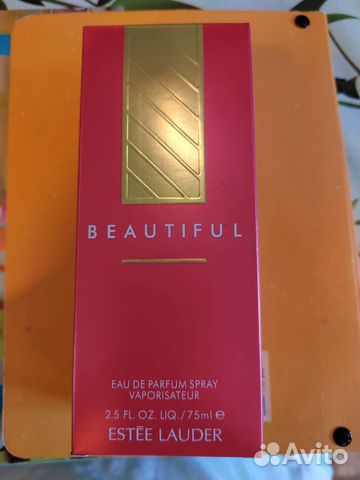 BEAUTIFUL
EAU DE PARFUM SPRAY
VAPORISATEUR
2.5 FL. OZ. LIQ./75ml ℮
ESTĒE LAUDER
Avito